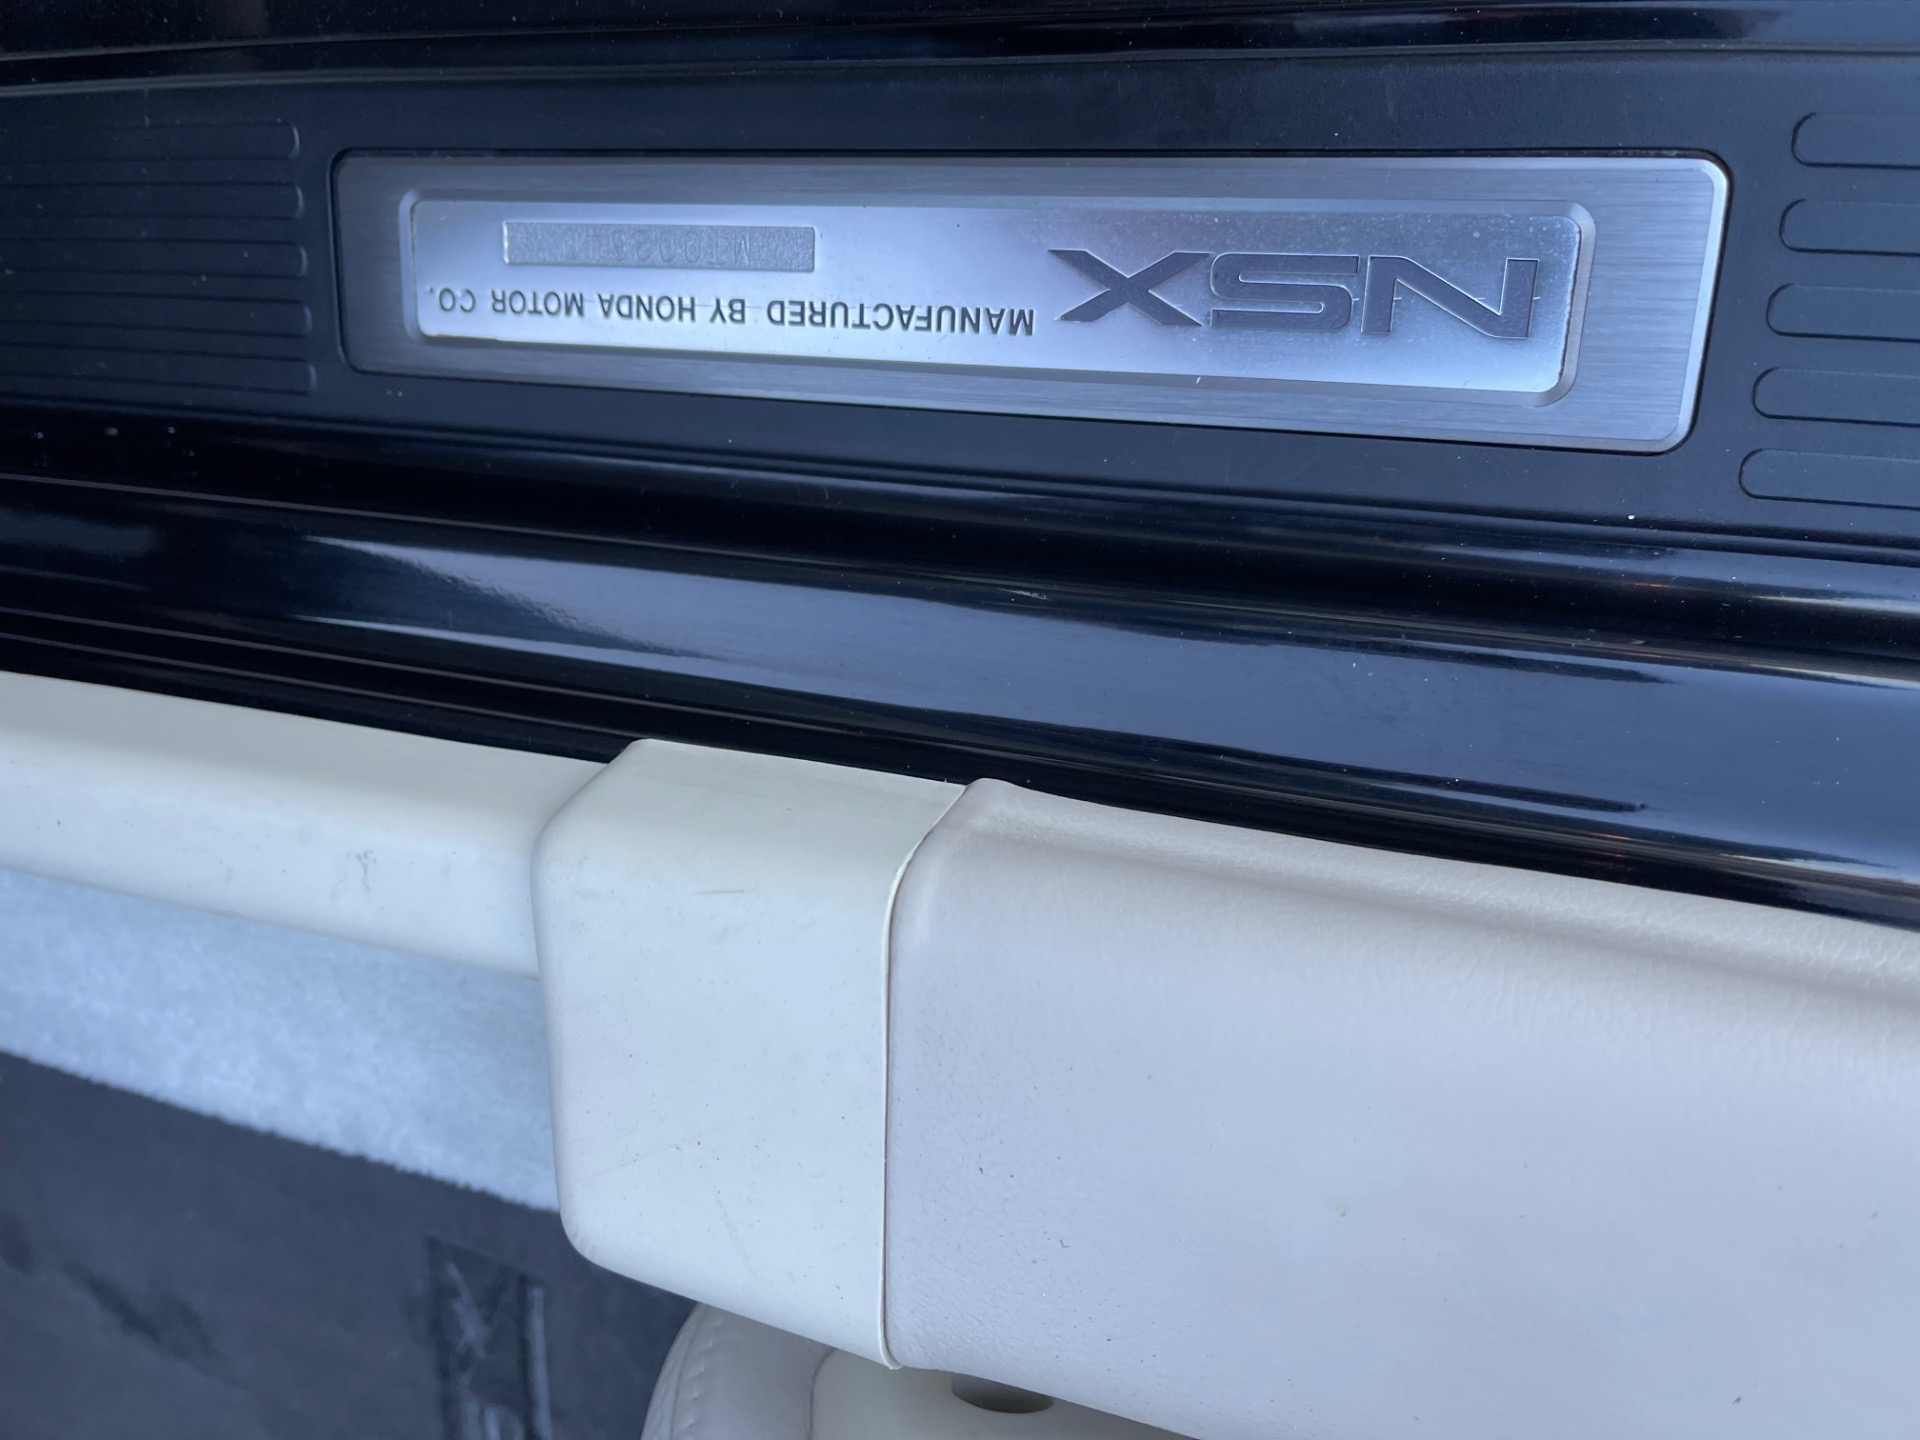 NSX
MANUFACTURED BY HONDA MOTOR CO.